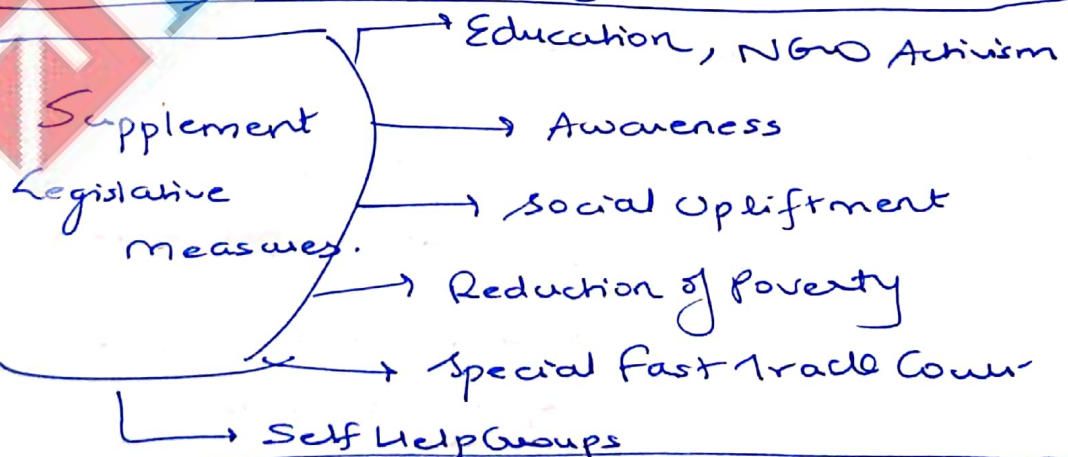 Education, NGO Activism
Supplement
Legislative
Measures.
Awareness
Social Upliftment
Reduction of Poverty
Special Fast Track Cour
Self Help Groups